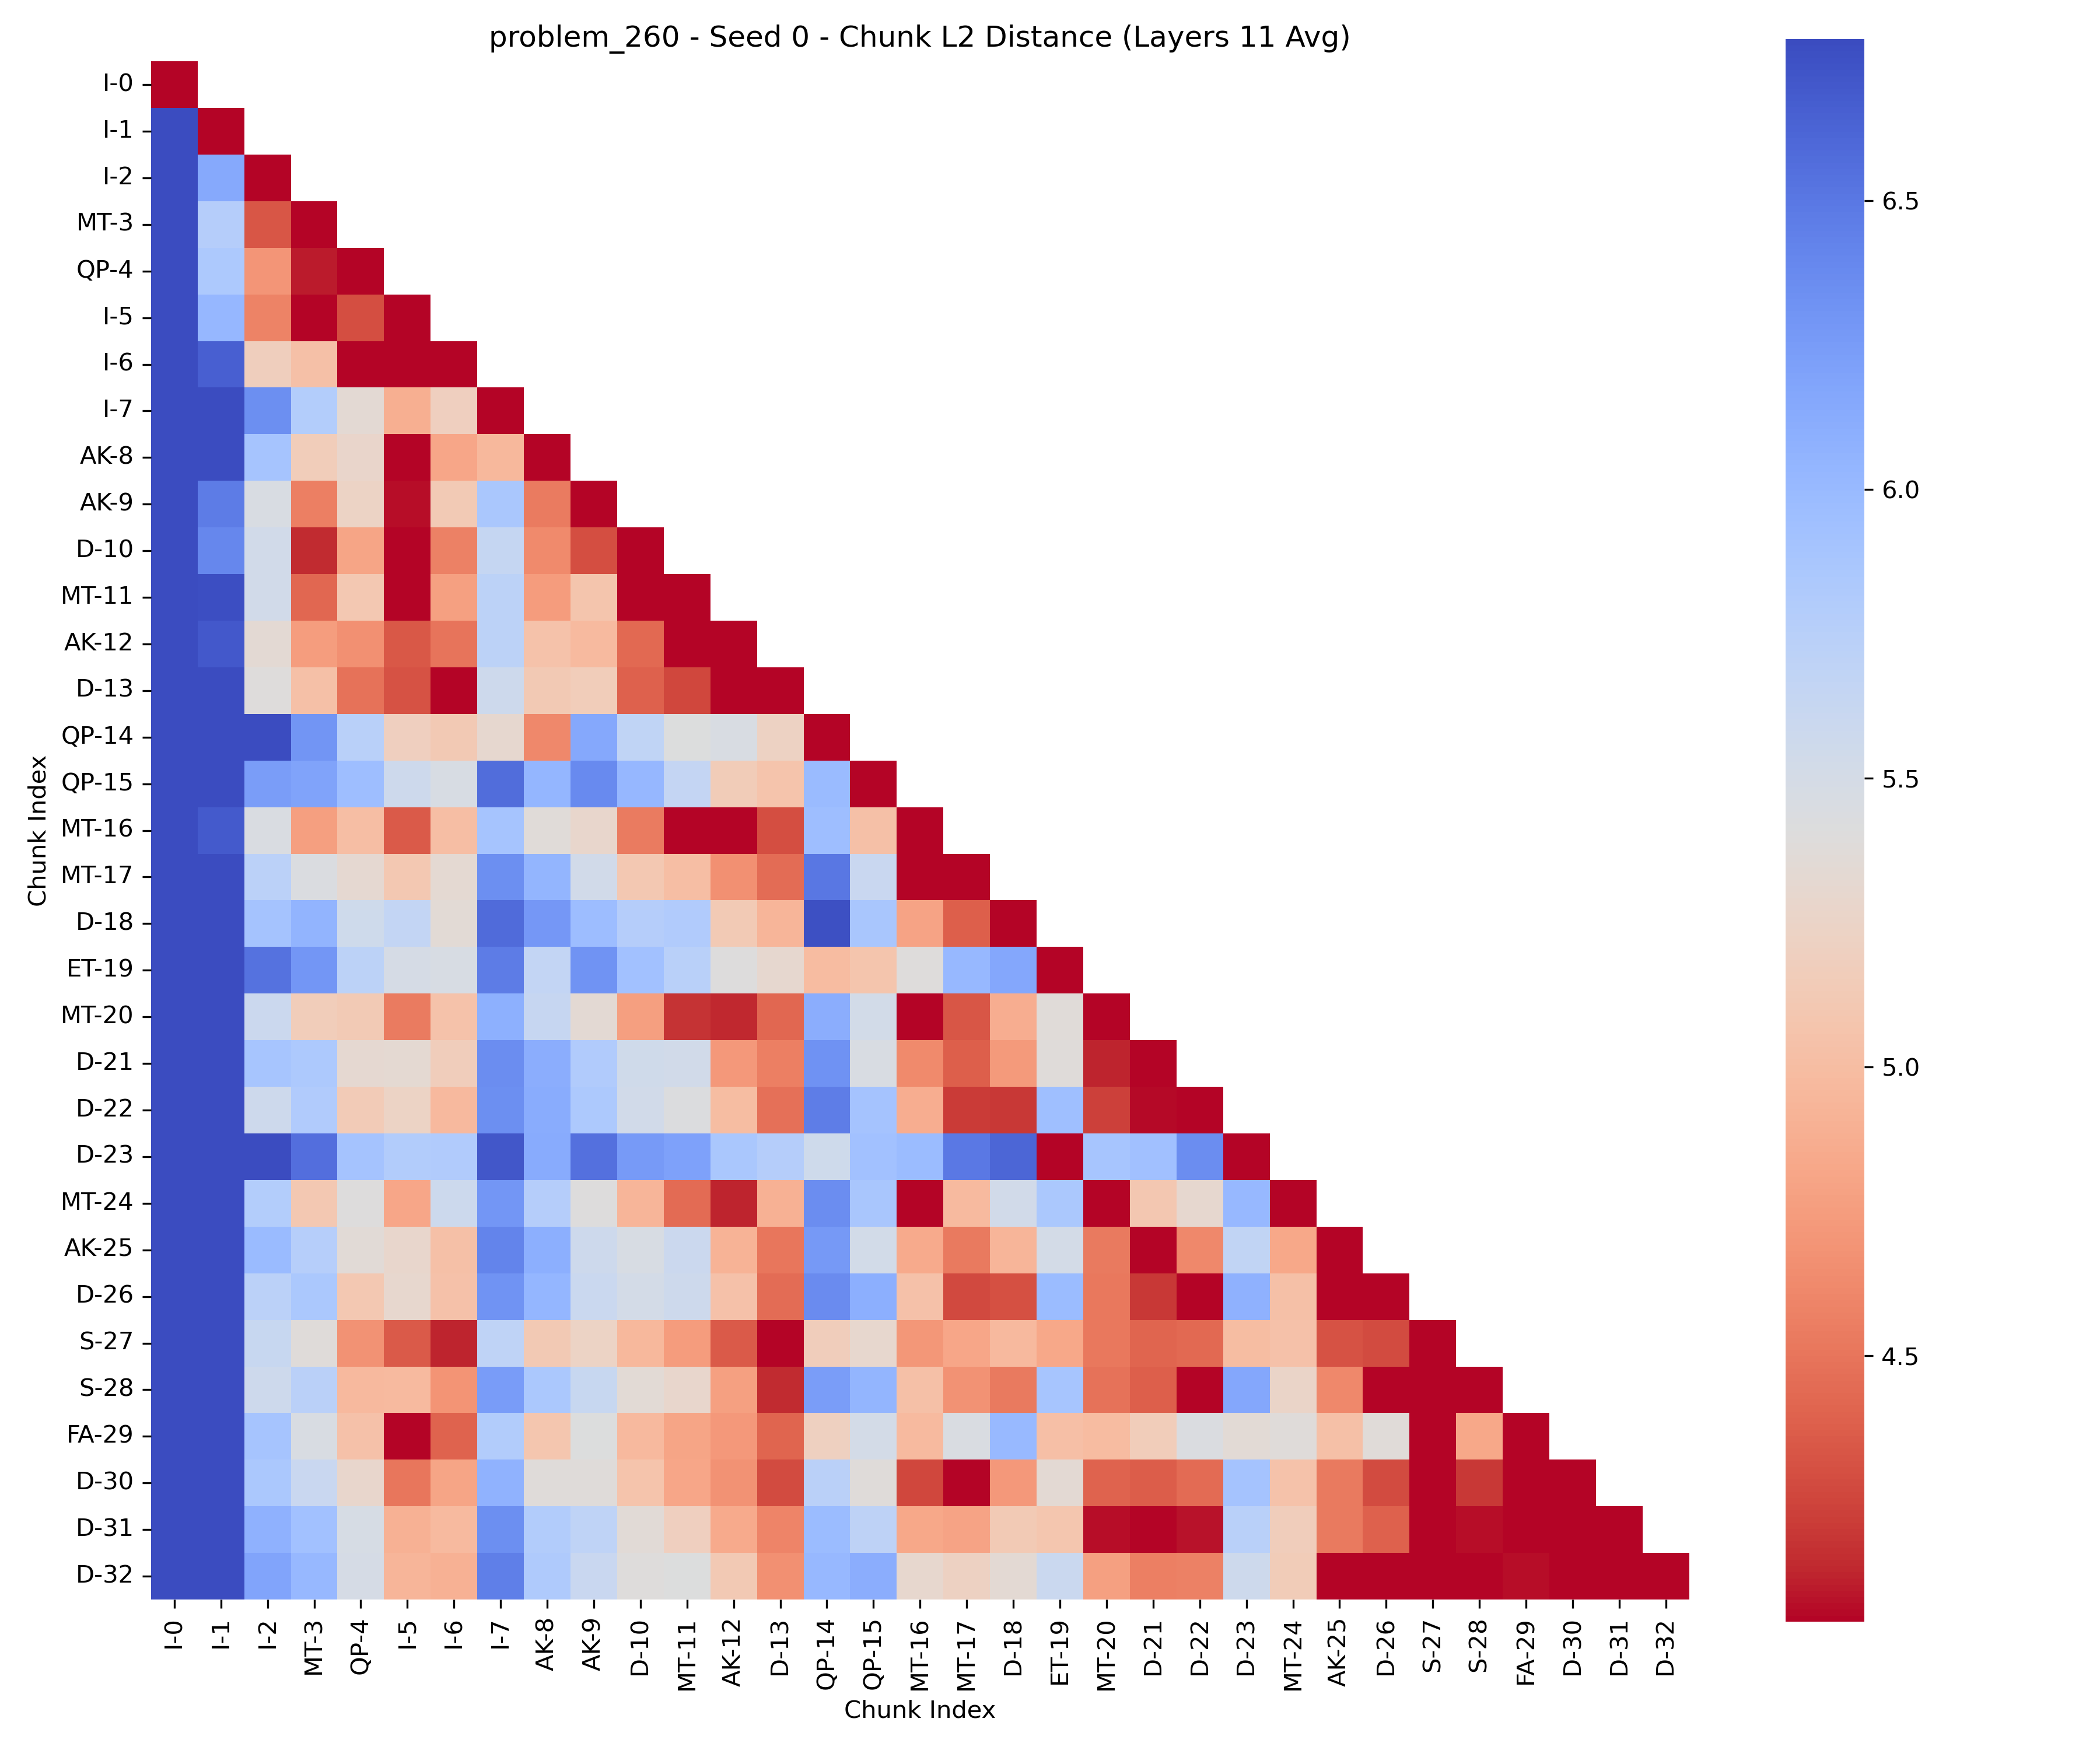 problem_260 - Seed 0 - Chunk L2 Distance (Layers 11 Avg)
Chunk Index
I-0
I-1
I-2
MT-3
QP-4
I-5
I-6
I-7
AK-8
AK-9
D-10
MT-11
AK-12
D-13
QP-14
QP-15
MT-16
MT-17
D-18
ET-19
MT-20
D-21
D-22
D-23
MT-24
AK-25
D-26
S-27
S-28
FA-29
D-30
D-31
D-32
I-0
I-1
I-2
MT-3
QP-4
I-5
I-6
I-7
AK-8
AK-9
D-10
MT-11
AK-12
D-13
QP-14
QP-15
MT-16
MT-17
D-18
ET-19
MT-20
D-21
D-22
D-23
MT-24
AK-25
D-26
S-27
S-28
FA-29
D-30
D-31
D-32
Chunk Index
6.5
6.0
5.5
5.0
4.5